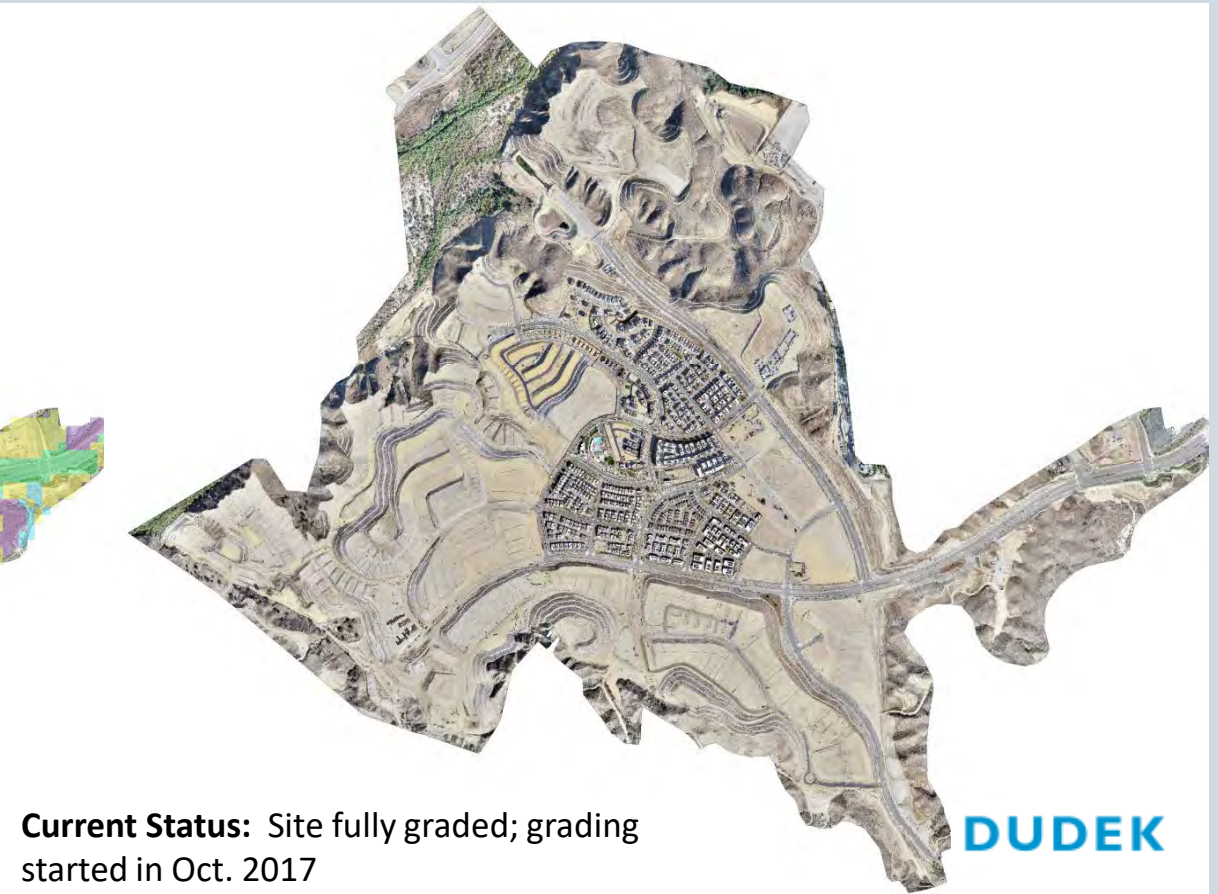 Current Status: Site fully graded; grading
started in Oct. 2017
DUDEK